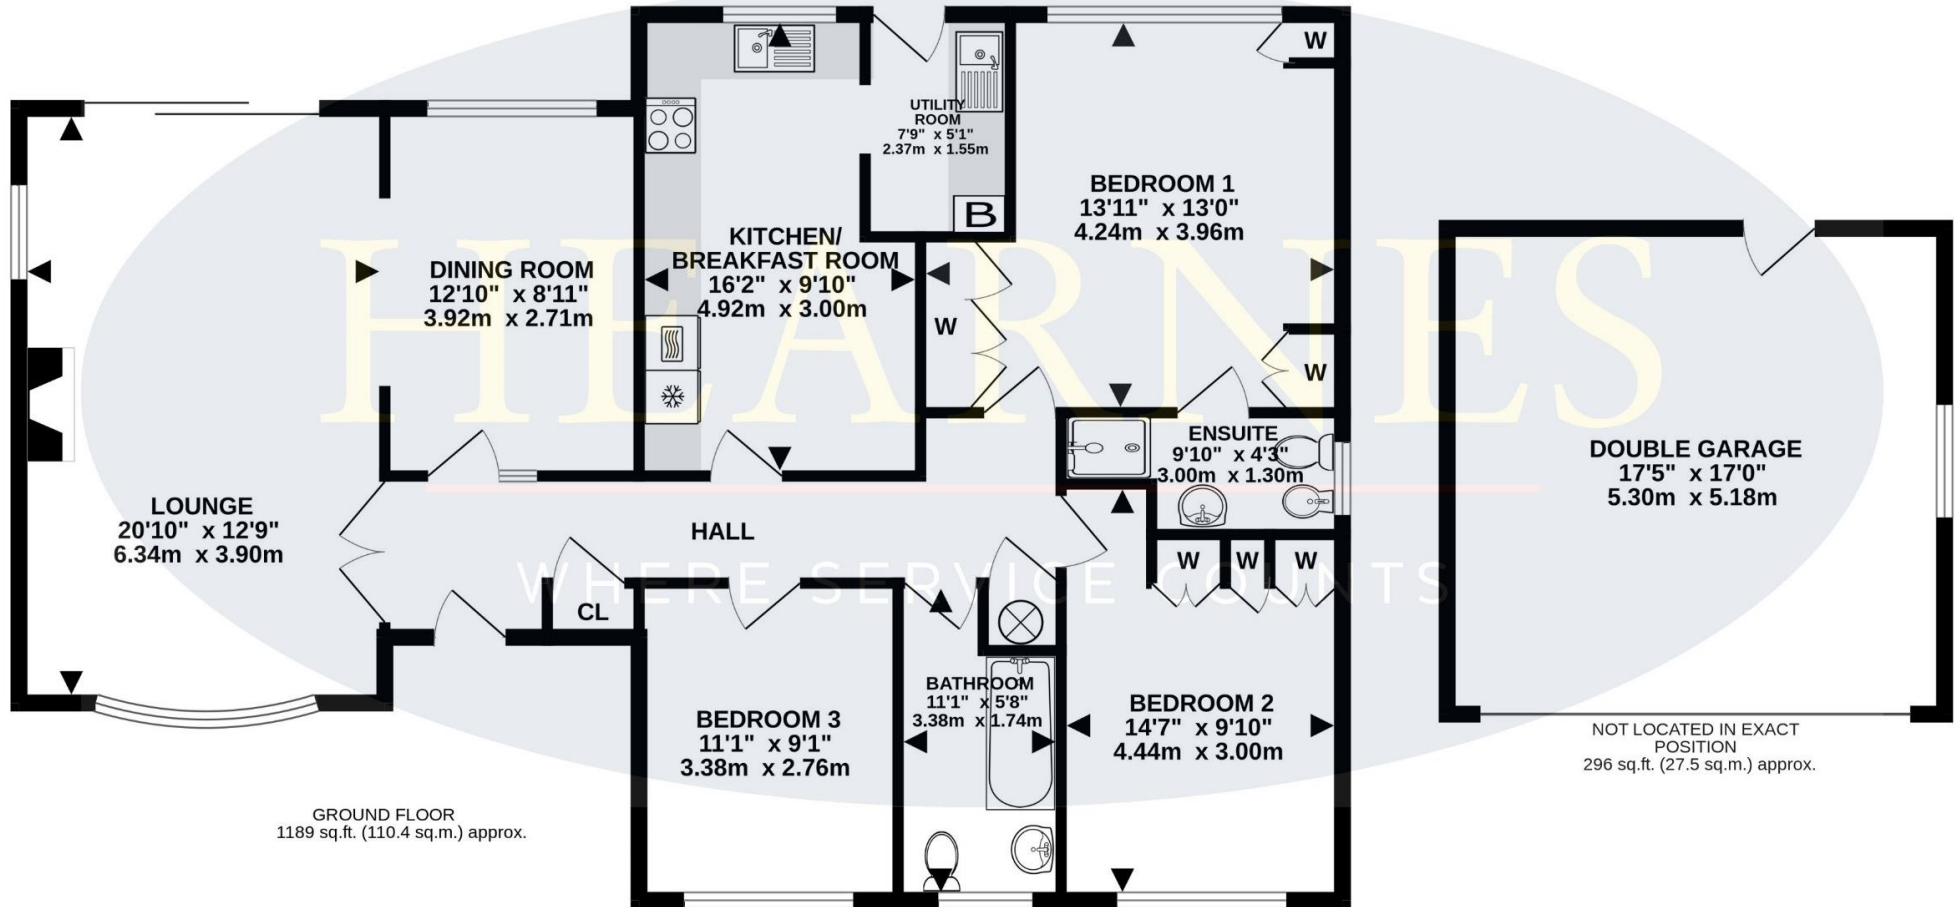 W
UTILITY
ROOM
7'9" x 5'1"
2.37m x 1.55m
B
BEDROOM 1
13'11" x 13'0"
4.24m x 3.96m
KITCHEN/
BREAKFAST ROOM
16'2" x 9'10"
4.92m x 3.00m
DINING ROOM
12'10" x 8'11"
3.92m x 2.71m
W
W
HEARNES
ENSUITE
9'10" x 4'3"
3.00m x 1.30m
DOUBLE GARAGE
17'5" x 17'0"
5.30m x 5.18m
LOUNGE
20'10" x 12'9"
6.34m x 3.90m
HALL
W
W
W
WHERE SERVICE COUNTS
CL
BATHROOM
11'1" x 5'8"
3.38m x 1.74m
BEDROOM 2
14'7" x 9'10"
4.44m x 3.00m
BEDROOM 3
11'1" x 9'1"
3.38m x 2.76m
NOT LOCATED IN EXACT
POSITION
296 sq.ft. (27.5 sq.m.) approx.
GROUND FLOOR
1189 sq.ft. (110.4 sq.m.) approx.